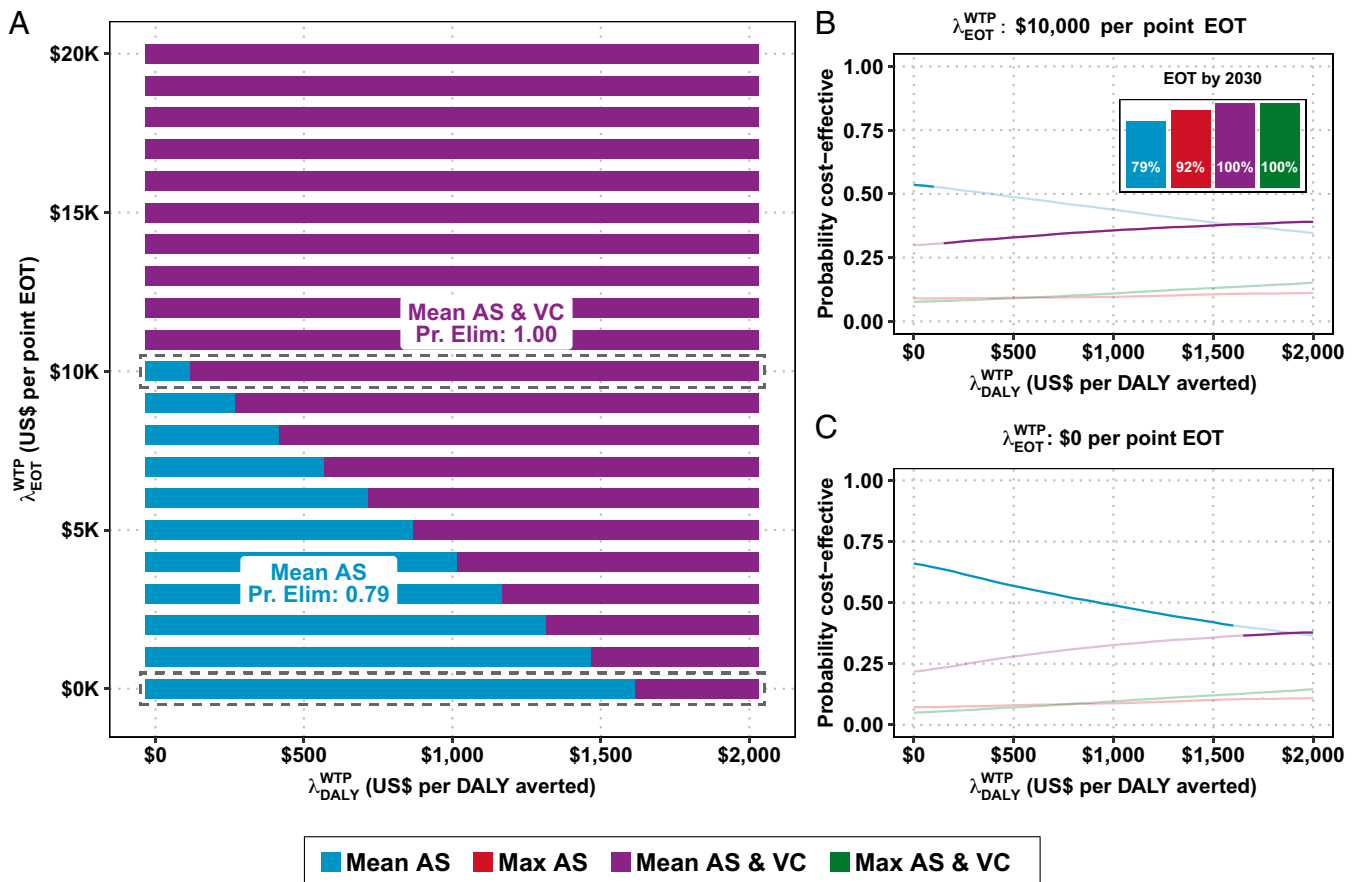 A
$20K
$15K
$10K
$5K
$0K
λ_EOT^WTP (US$ per point EOT)
Mean AS & VC
Pr. Elim: 1.00
Mean AS
Pr. Elim: 0.79
$0 $500 $1,000 $1,500 $2,000
λ_DALY^WTP (US$ per DALY averted)
B
λ_EOT^WTP: $10,000 per point EOT
Probability cost−effective
1.00
0.75
0.50
0.25
0.00
EOT by 2030
79% 92% 100% 100%
$0 $500 $1,000 $1,500 $2,000
λ_DALY^WTP (US$ per DALY averted)
C
λ_EOT^WTP: $0 per point EOT
Probability cost−effective
1.00
0.75
0.50
0.25
0.00
$0 $500 $1,000 $1,500 $2,000
λ_DALY^WTP (US$ per DALY averted)
Mean AS Max AS Mean AS & VC Max AS & VC